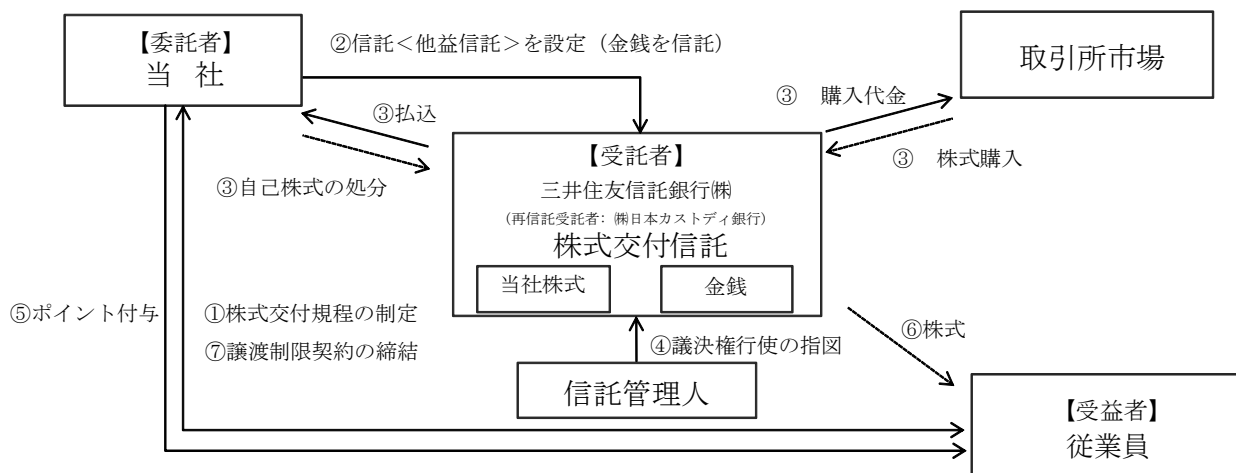 【委託者】
当 社
②信託＜他益信託＞を設定（金銭を信託）
取引所市場
③払込
③ 購入代金
③自己株式の処分
③ 株式購入
【受託者】
三井住友信託銀行㈱
(再信託受託者: ㈱日本カストディ銀行)
株式交付信託
当社株式
金銭
⑤ポイント付与
①株式交付規程の制定
⑦譲渡制限契約の締結
④議決権行使の指図
⑥株式
信託管理人
【受益者】
従業員